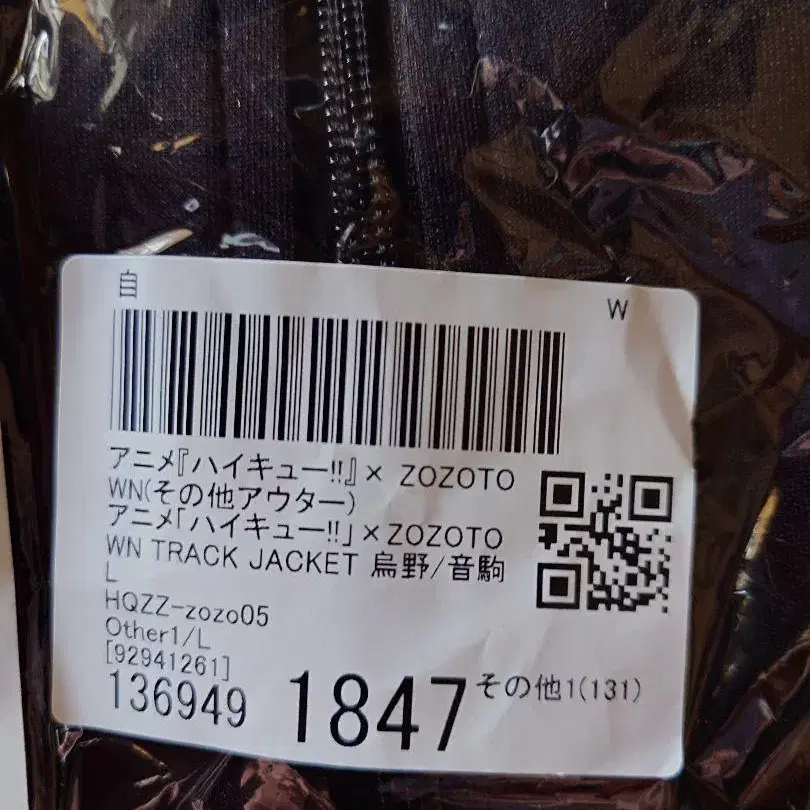 自
W
アニメ『ハイキュー!!』× ZOZOTO
WN(その他アウター)
アニメ「ハイキュー!!」×ZOZOTO
WN TRACK JACKET 烏野/音駒
L
HQZZ-zozo05
Other1/L
[92941261]
136949 1847 その他1(131)